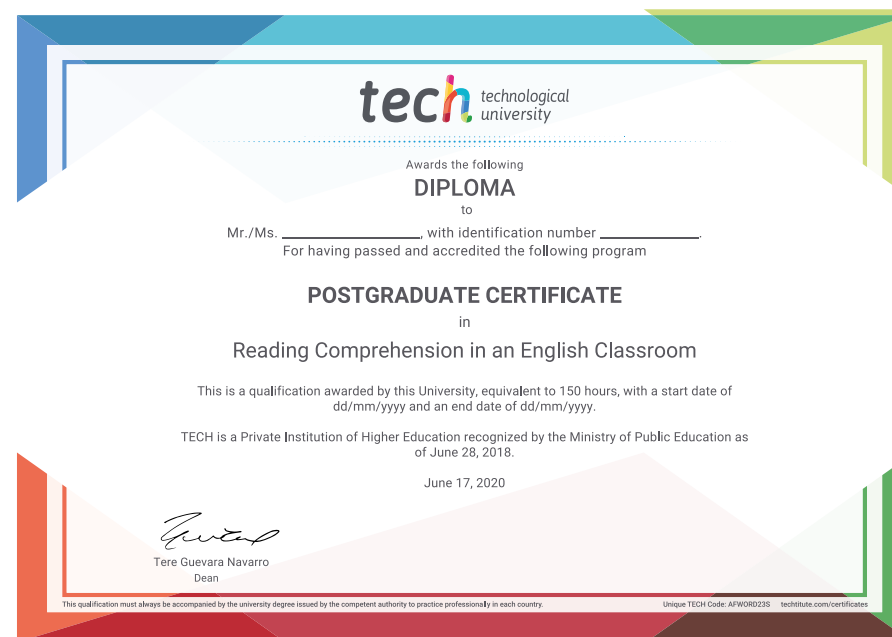 tech technological
university
Awards the following
DIPLOMA
to
Mr./Ms. ____________________, with identification number ______________.
For having passed and accredited the following program
POSTGRADUATE CERTIFICATE
in
Reading Comprehension in an English Classroom
This is a qualification awarded by this University, equivalent to 150 hours, with a start date of
dd/mm/yyyy and an end date of dd/mm/yyyy.
TECH is a Private Institution of Higher Education recognized by the Ministry of Public Education as
of June 28, 2018.
June 17, 2020
Tere Guevara Navarro
Dean
This qualification must always be accompanied by the university degree issued by the competent authority to practice professionally in each country. Unique TECH Code: AFWORD23S techtitute.com/certificates